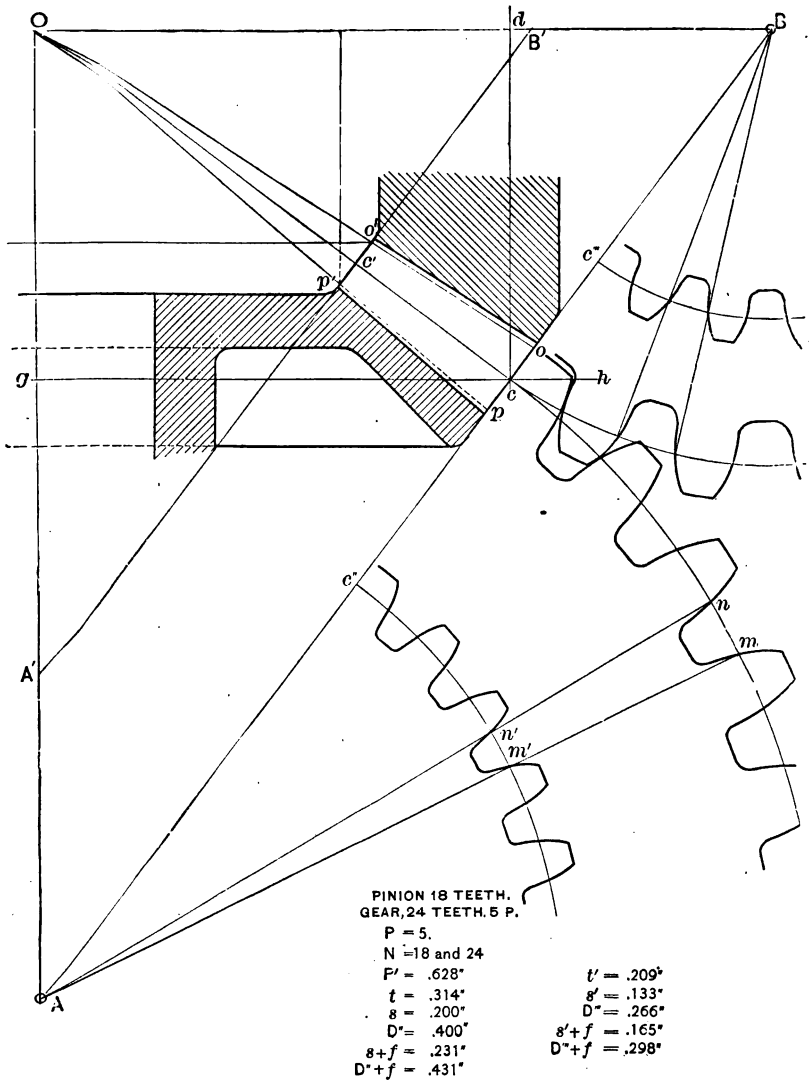 O
d
B
B'
o'
c'
p'
c"
o
g
h
c
p
c"
n
m
A'
n'
m'
A
PINION 18 TEETH.
GEAR, 24 TEETH. 5 P.
P = 5.
N = 18 and 24
P' = .628"
t = .314"
s = .200"
D" = .400"
s+f = .231"
D"+f = .431"
t' = .209"
s' = .133"
D"' = .266"
s'+f = .165"
D"'+f = .298"